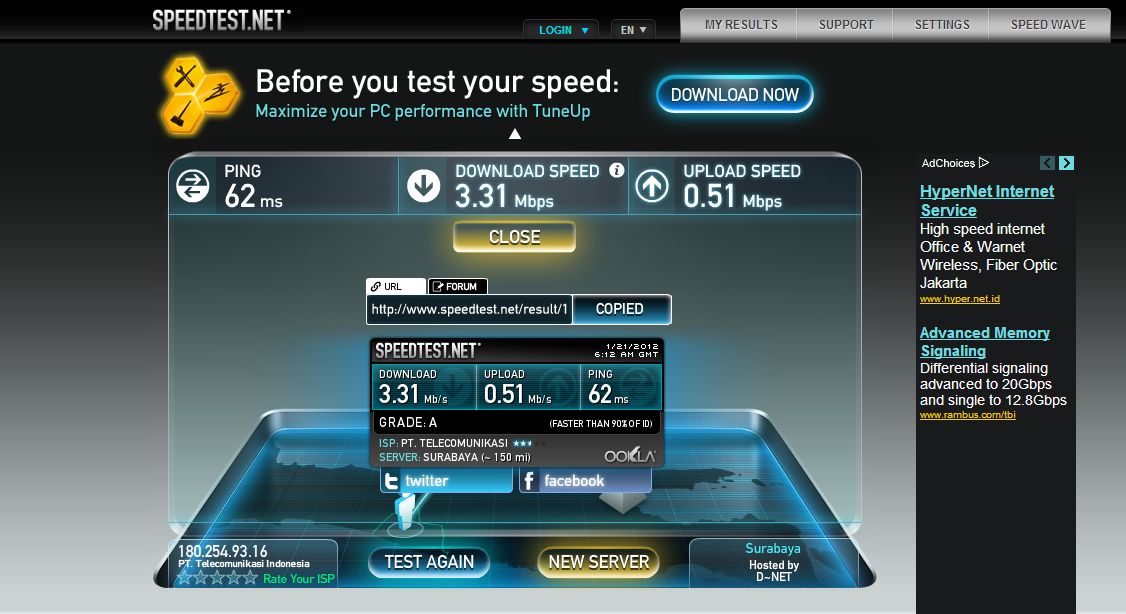 SPEEDTEST.NET
LOGIN
EN
MY RESULTS
SUPPORT
SETTINGS
SPEED WAVE
Before you test your speed:
Maximize your PC performance with TuneUp
DOWNLOAD NOW
PING
62 ms
DOWNLOAD SPEED
3.31 Mbps
UPLOAD SPEED
0.51 Mbps
CLOSE
URL
FORUM
http://www.speedtest.net/result/1
COPIED
SPEEDTEST.NET
1/21/2012
6:12 AM GMT
DOWNLOAD
3.31 Mb/s
UPLOAD
0.51 Mb/s
PING
62 ms
GRADE: A
(FASTER THAN 90% OF ID)
ISP: PT. TELECOMUNIKASI
SERVER: SURABAYA (~ 150 mi)
OOKLA
twitter
facebook
180.254.93.16
PT. Telecomunikasi Indonesia
Rate Your ISP
TEST AGAIN
NEW SERVER
Surabaya
Hosted by
D~NET
AdChoices
HyperNet Internet
Service
High speed internet
Office & Warnet
Wireless, Fiber Optic
Jakarta
www.hyper.net.id
Advanced Memory
Signaling
Differential signaling
advanced to 20Gbps
and single to 12.8Gbps
www.rambus.com/tbi